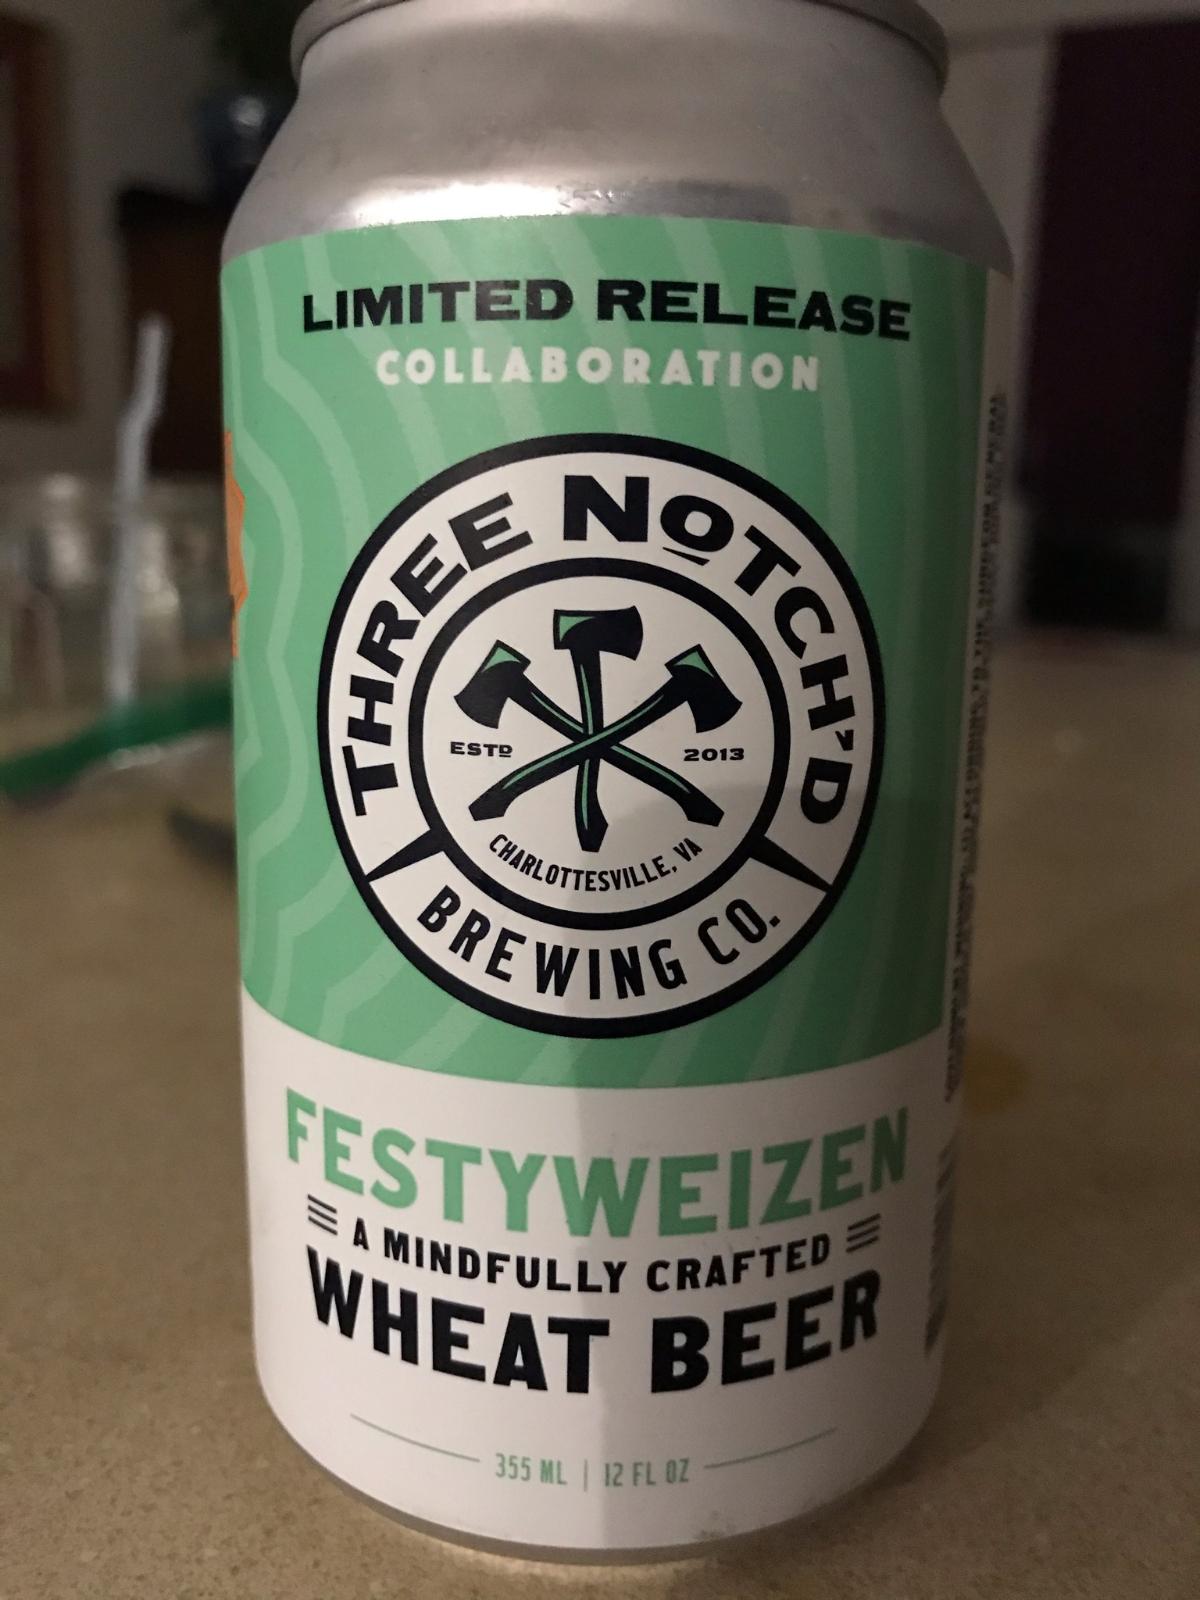 LIMITED RELEASE
COLLABORATION
THREE NOTCH'D
ESTD 2013
CHARLOTTESVILLE, VA
BREWING CO.
FESTYWEIZEN
A MINDFULLY CRAFTED
WHEAT BEER
355 ML | 12 FL OZ